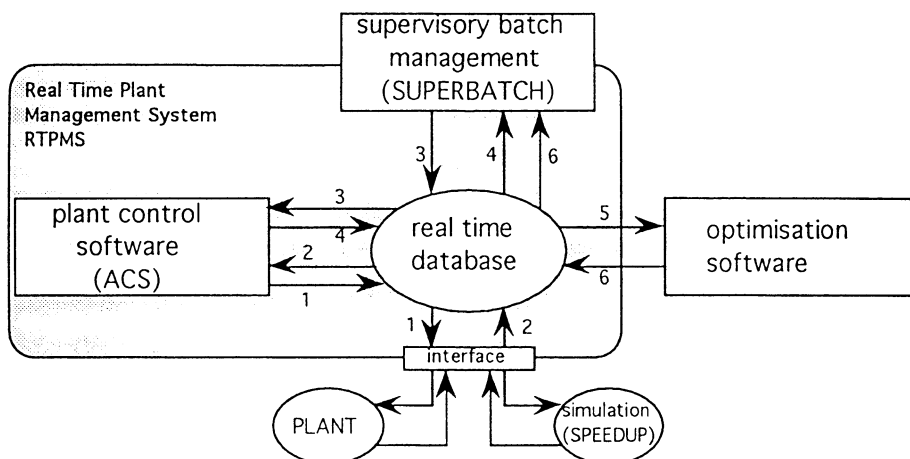 supervisory batch
management
(SUPERBATCH)
Real Time Plant
Management System
RTPMS
3
4
6
plant control
software
(ACS)
3
4
2
1
real time
database
5
6
optimisation
software
1
2
interface
PLANT
simulation
(SPEEDUP)